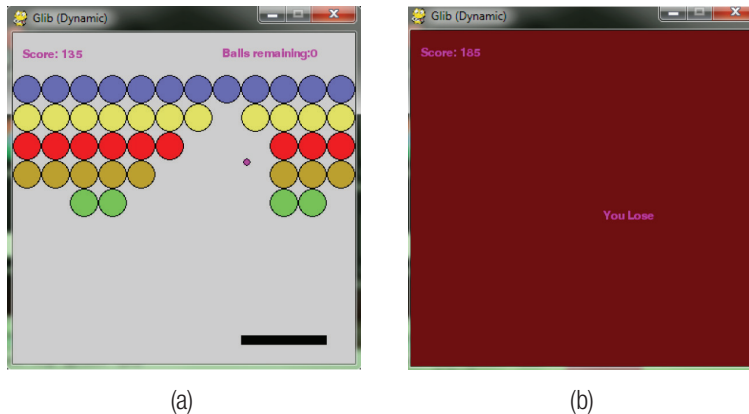 Glib (Dynamic)
Score: 135
Balls remaining:0
(a)
Glib (Dynamic)
Score: 185
You Lose
(b)